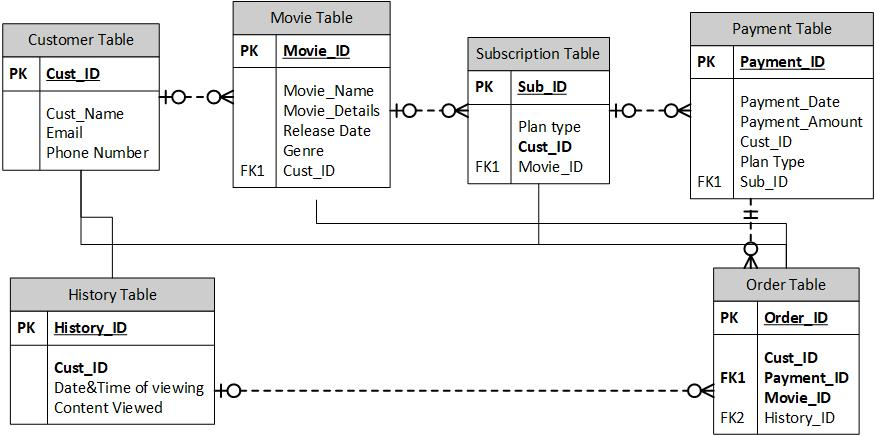 Customer Table
PK Cust_ID
Cust_Name
Email
Phone Number
Movie Table
PK Movie_ID
Movie_Name
Movie_Details
Release Date
Genre
FK1 Cust_ID
Subscription Table
PK Sub_ID
Plan type
Cust_ID
FK1 Movie_ID
Payment Table
PK Payment_ID
Payment_Date
Payment_Amount
Cust_ID
Plan Type
FK1 Sub_ID
History Table
PK History_ID
Cust_ID
Date&Time of viewing
Content Viewed
Order Table
PK Order_ID
Cust_ID
FK1 Payment_ID
Movie_ID
FK2 History_ID